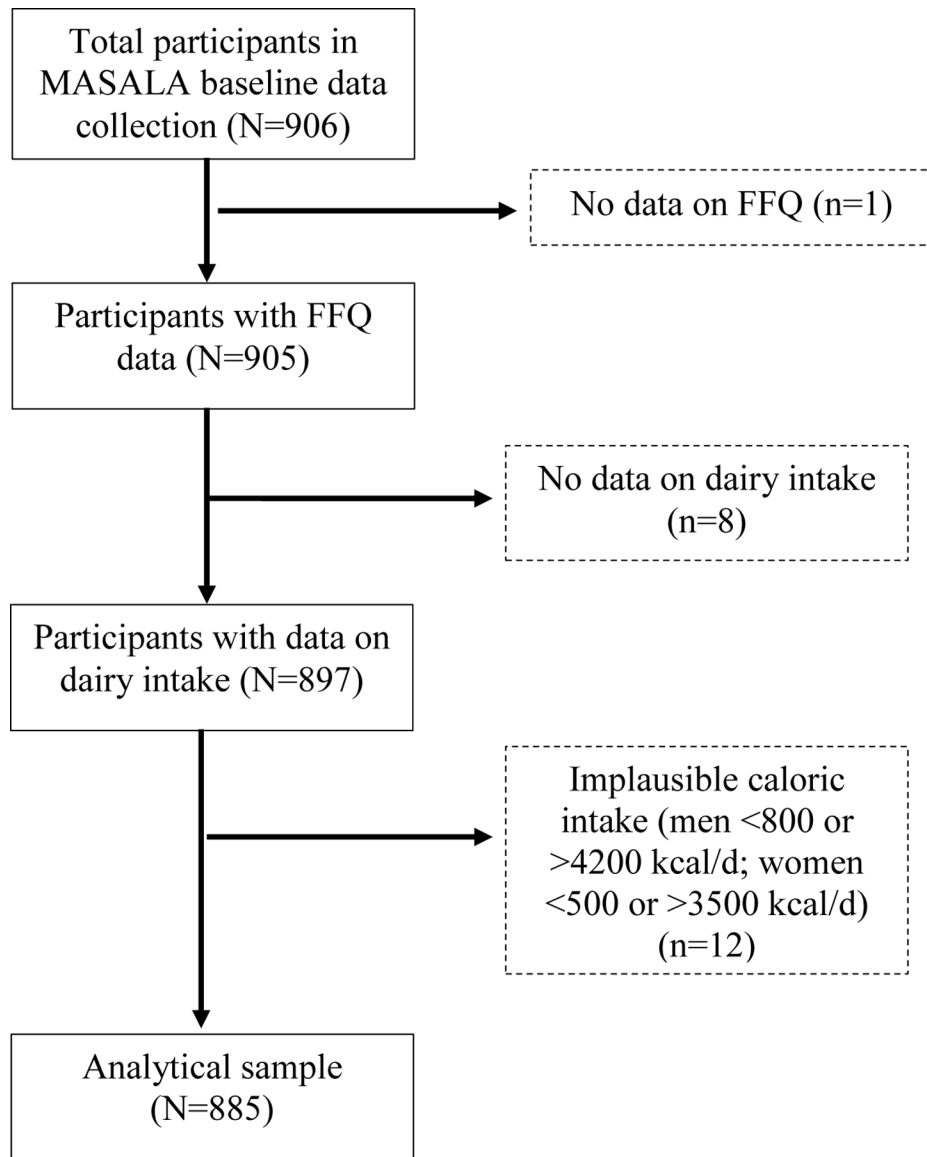 Total participants in
MASALA baseline data
collection (N=906)
No data on FFQ (n=1)
Participants with FFQ
data (N=905)
No data on dairy intake
(n=8)
Participants with data on
dairy intake (N=897)
Implausible caloric
intake (men <800 or
>4200 kcal/d; women
<500 or >3500 kcal/d)
(n=12)
Analytical sample
(N=885)